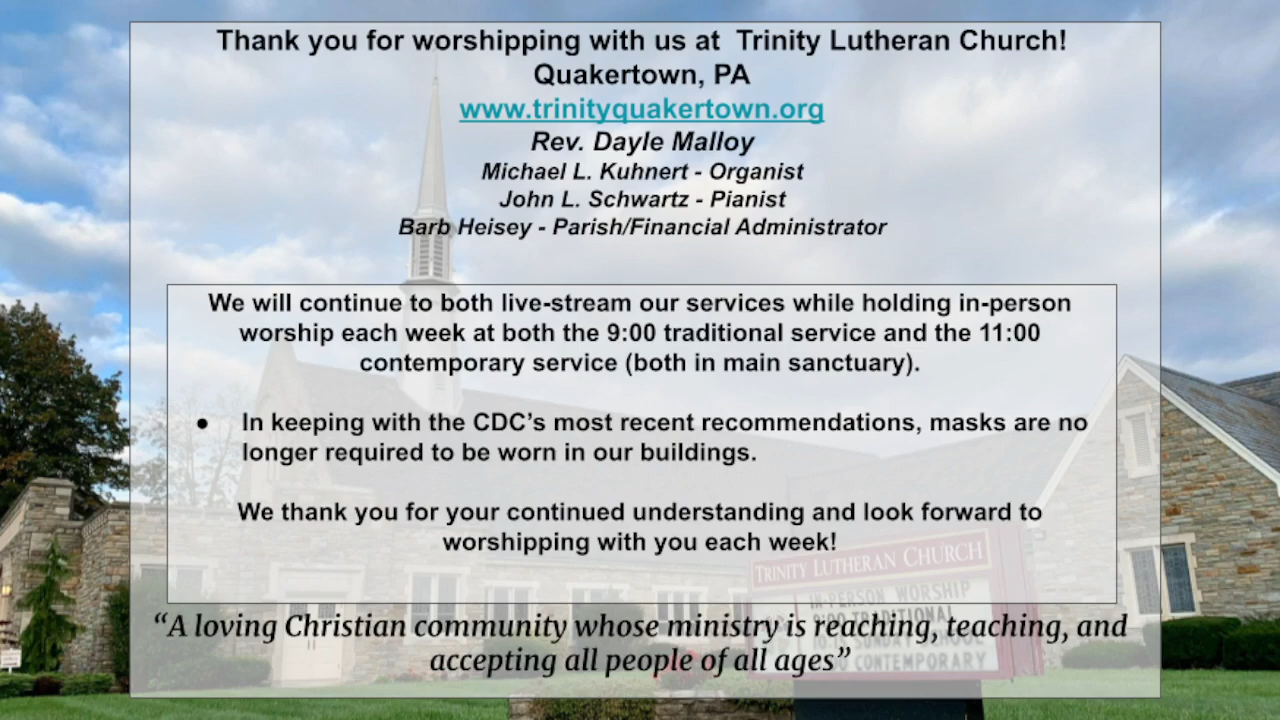 Thank you for worshipping with us at Trinity Lutheran Church!
Quakertown, PA
www.trinityquakertown.org
Rev. Dayle Malloy
Michael L. Kuhnert - Organist
John L. Schwartz - Pianist
Barb Heisey - Parish/Financial Administrator
We will continue to both live-stream our services while holding in-person
worship each week at both the 9:00 traditional service and the 11:00
contemporary service (both in main sanctuary).
● In keeping with the CDC’s most recent recommendations, masks are no
longer required to be worn in our buildings.
We thank you for your continued understanding and look forward to
worshipping with you each week!
TRINITY LUTHERAN CHURCH
IN-PERSON WORSHIP
TRADITIONAL
SUNDAY SCHOOL
CONTEMPORARY
“A loving Christian community whose ministry is reaching, teaching, and
accepting all people of all ages”